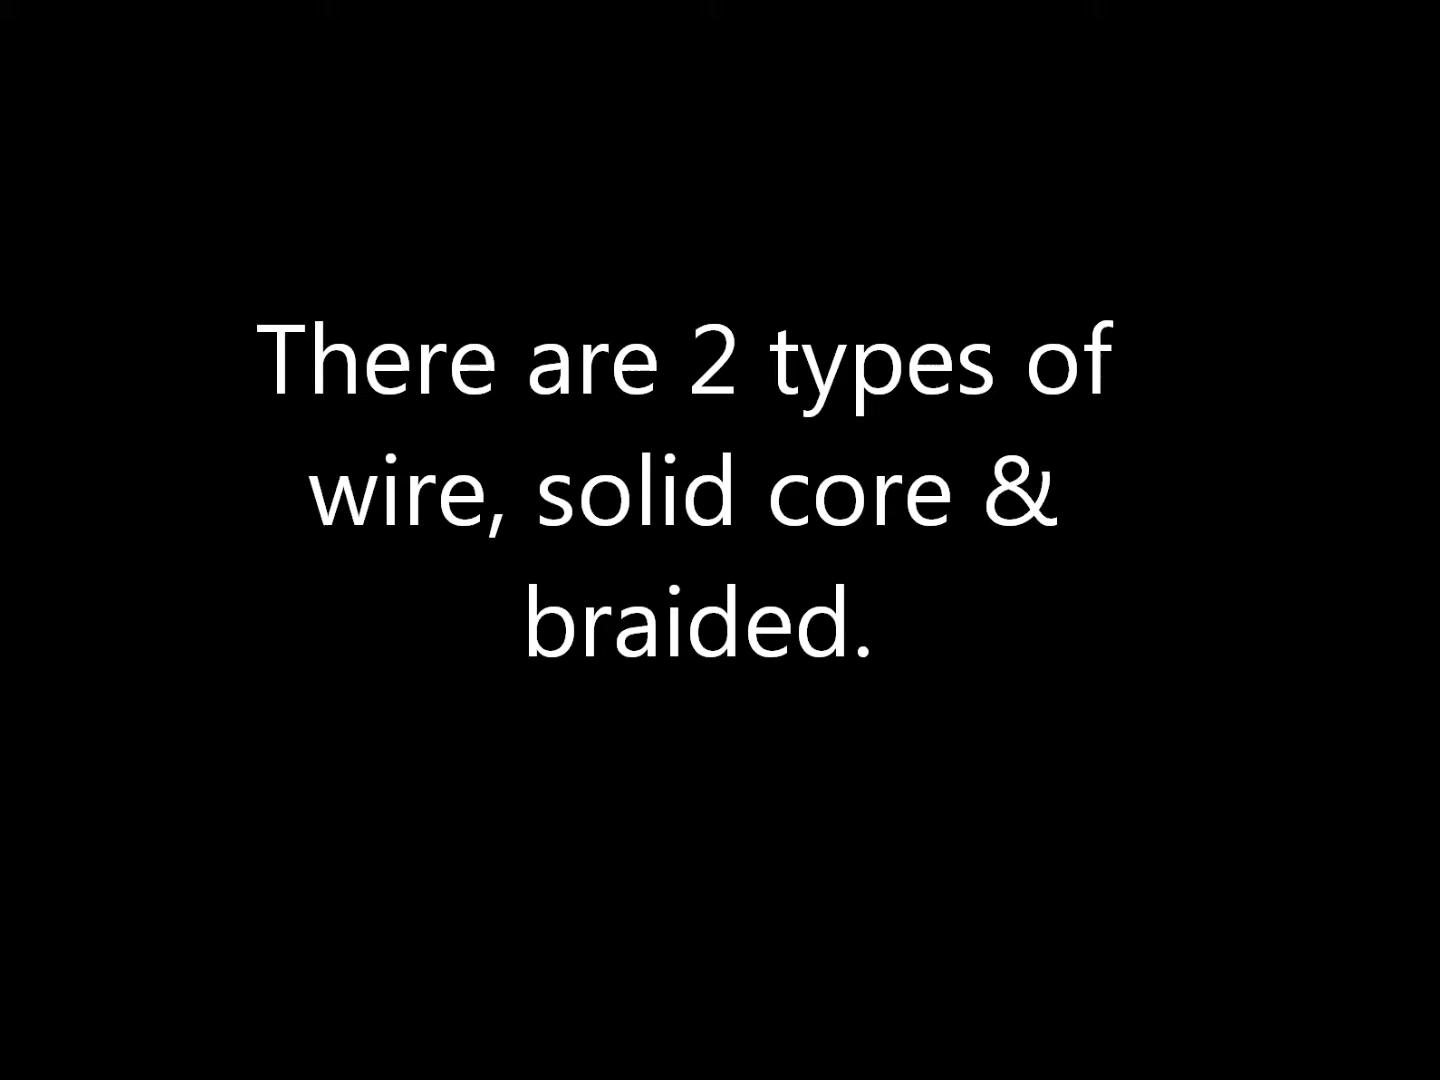 There are 2 types of
wire, solid core &
braided.